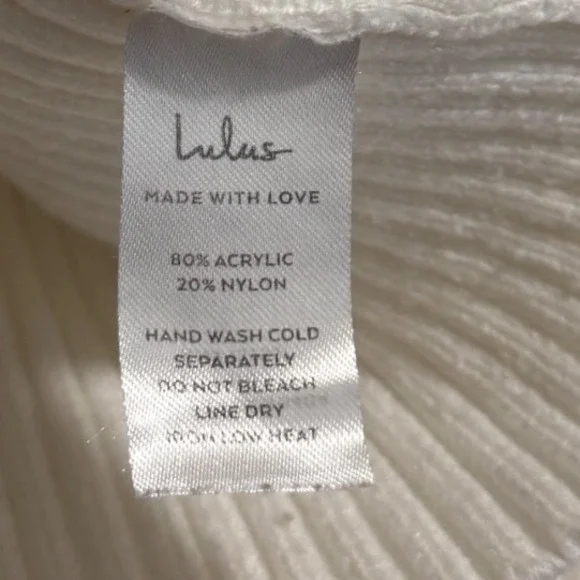 Lulus
MADE WITH LOVE
80% ACRYLIC
20% NYLON
HAND WASH COLD
SEPARATELY
DO NOT BLEACH
LINE DRY
IRON LOW HEAT